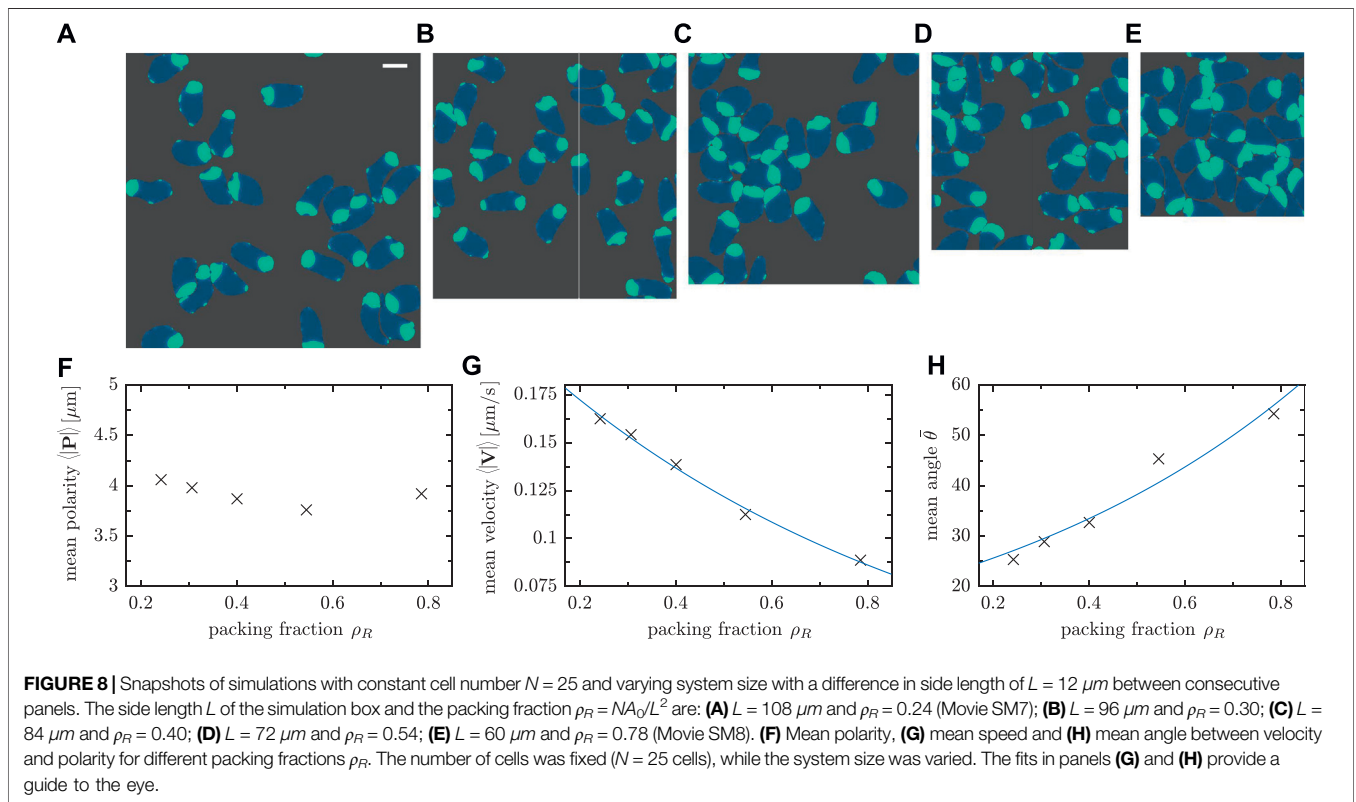 A
B
C
D
E
F
mean polarity ⟨|P|⟩ [μm]
5
4.5
4
3.5
3
0.2 0.4 0.6 0.8
packing fraction ρR
G
mean velocity ⟨|V|⟩ [μm/s]
0.175
0.15
0.125
0.1
0.075
0.2 0.4 0.6 0.8
packing fraction ρR
H
mean angle θ̄
60
50
40
30
20
0.2 0.4 0.6 0.8
packing fraction ρR
FIGURE 8 | Snapshots of simulations with constant cell number N = 25 and varying system size with a difference in side length of L = 12 μm between consecutive
panels. The side length L of the simulation box and the packing fraction ρR = NA0/L² are: (A) L = 108 μm and ρR = 0.24 (Movie SM7); (B) L = 96 μm and ρR = 0.30; (C) L =
84 μm and ρR = 0.40; (D) L = 72 μm and ρR = 0.54; (E) L = 60 μm and ρR = 0.78 (Movie SM8). (F) Mean polarity, (G) mean speed and (H) mean angle between velocity
and polarity for different packing fractions ρR. The number of cells was fixed (N = 25 cells), while the system size was varied. The fits in panels (G) and (H) provide a
guide to the eye.